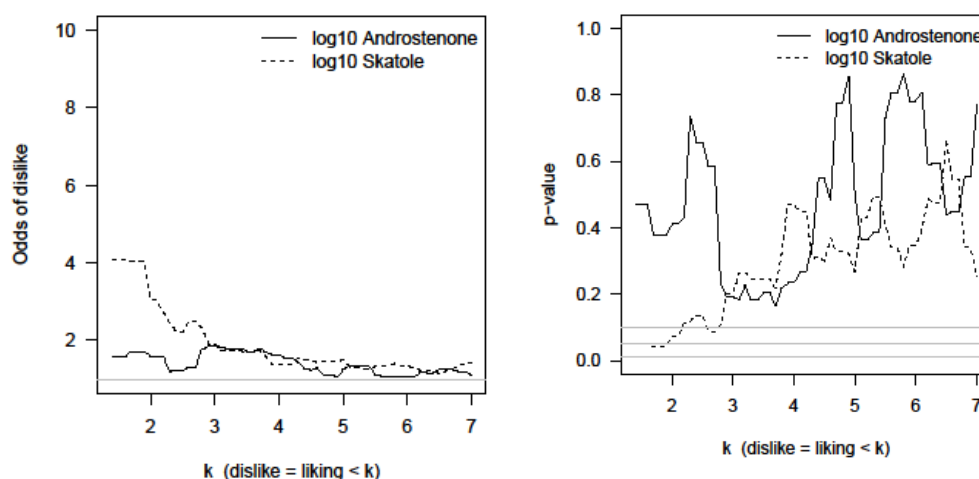 log10 Androstenone
log10 Skatole
Odds of dislike
10
8
6
4
2
2 3 4 5 6 7
k (dislike = liking < k)
log10 Androstenone
log10 Skatole
p-value
1.0
0.8
0.6
0.4
0.2
0.0
2 3 4 5 6 7
k (dislike = liking < k)